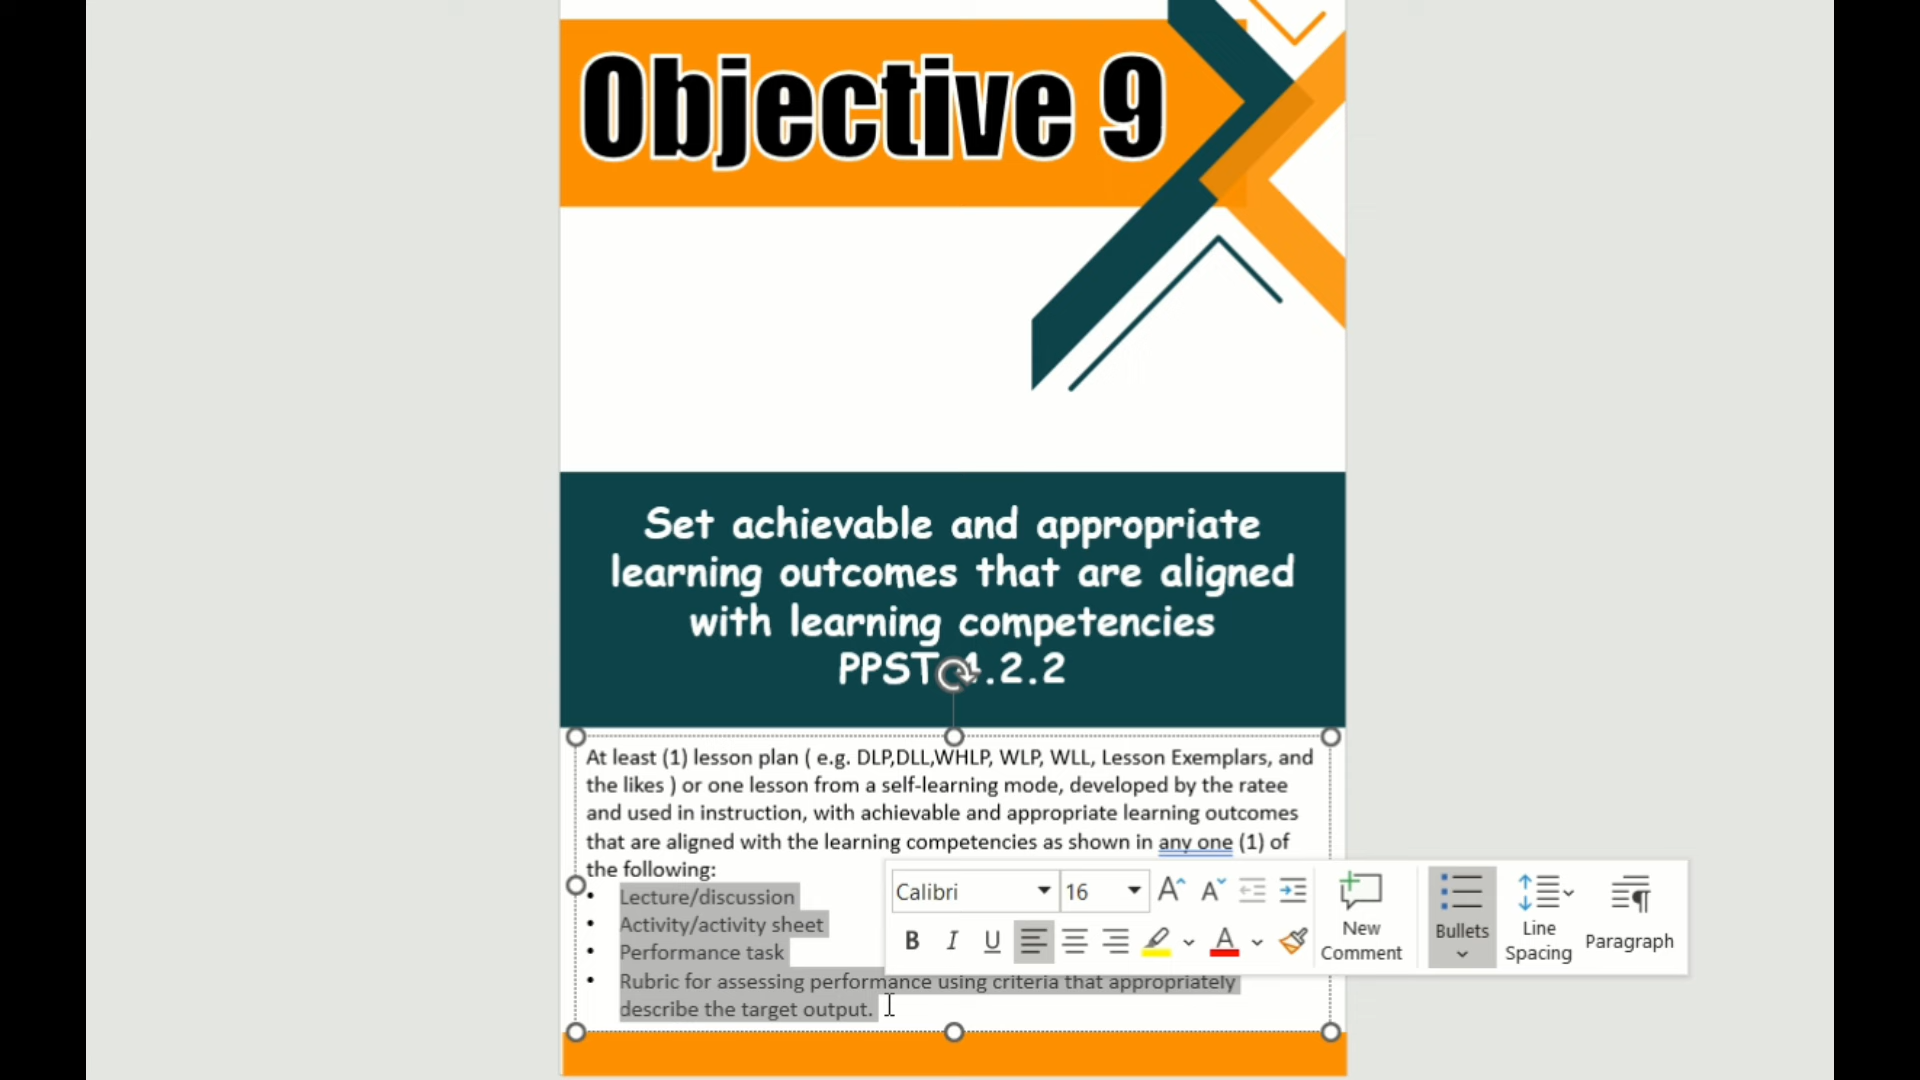 Objective 9
Set achievable and appropriate
learning outcomes that are aligned
with learning competencies
PPST .2.2
At least (1) lesson plan ( e.g. DLP,DLL,WHLP, WLP, WLL, Lesson Exemplars, and
the likes ) or one lesson from a self-learning mode, developed by the ratee
and used in instruction, with achievable and appropriate learning outcomes
that are aligned with the learning competencies as shown in any one (1) of
the following:
• Lecture/discussion
• Activity/activity sheet
• Performance task
• Rubric for assessing performance using criteria that appropriately
describe the target output.
Calibri 16
B I U A
New
Comment
Bullets
Line
Spacing
Paragraph